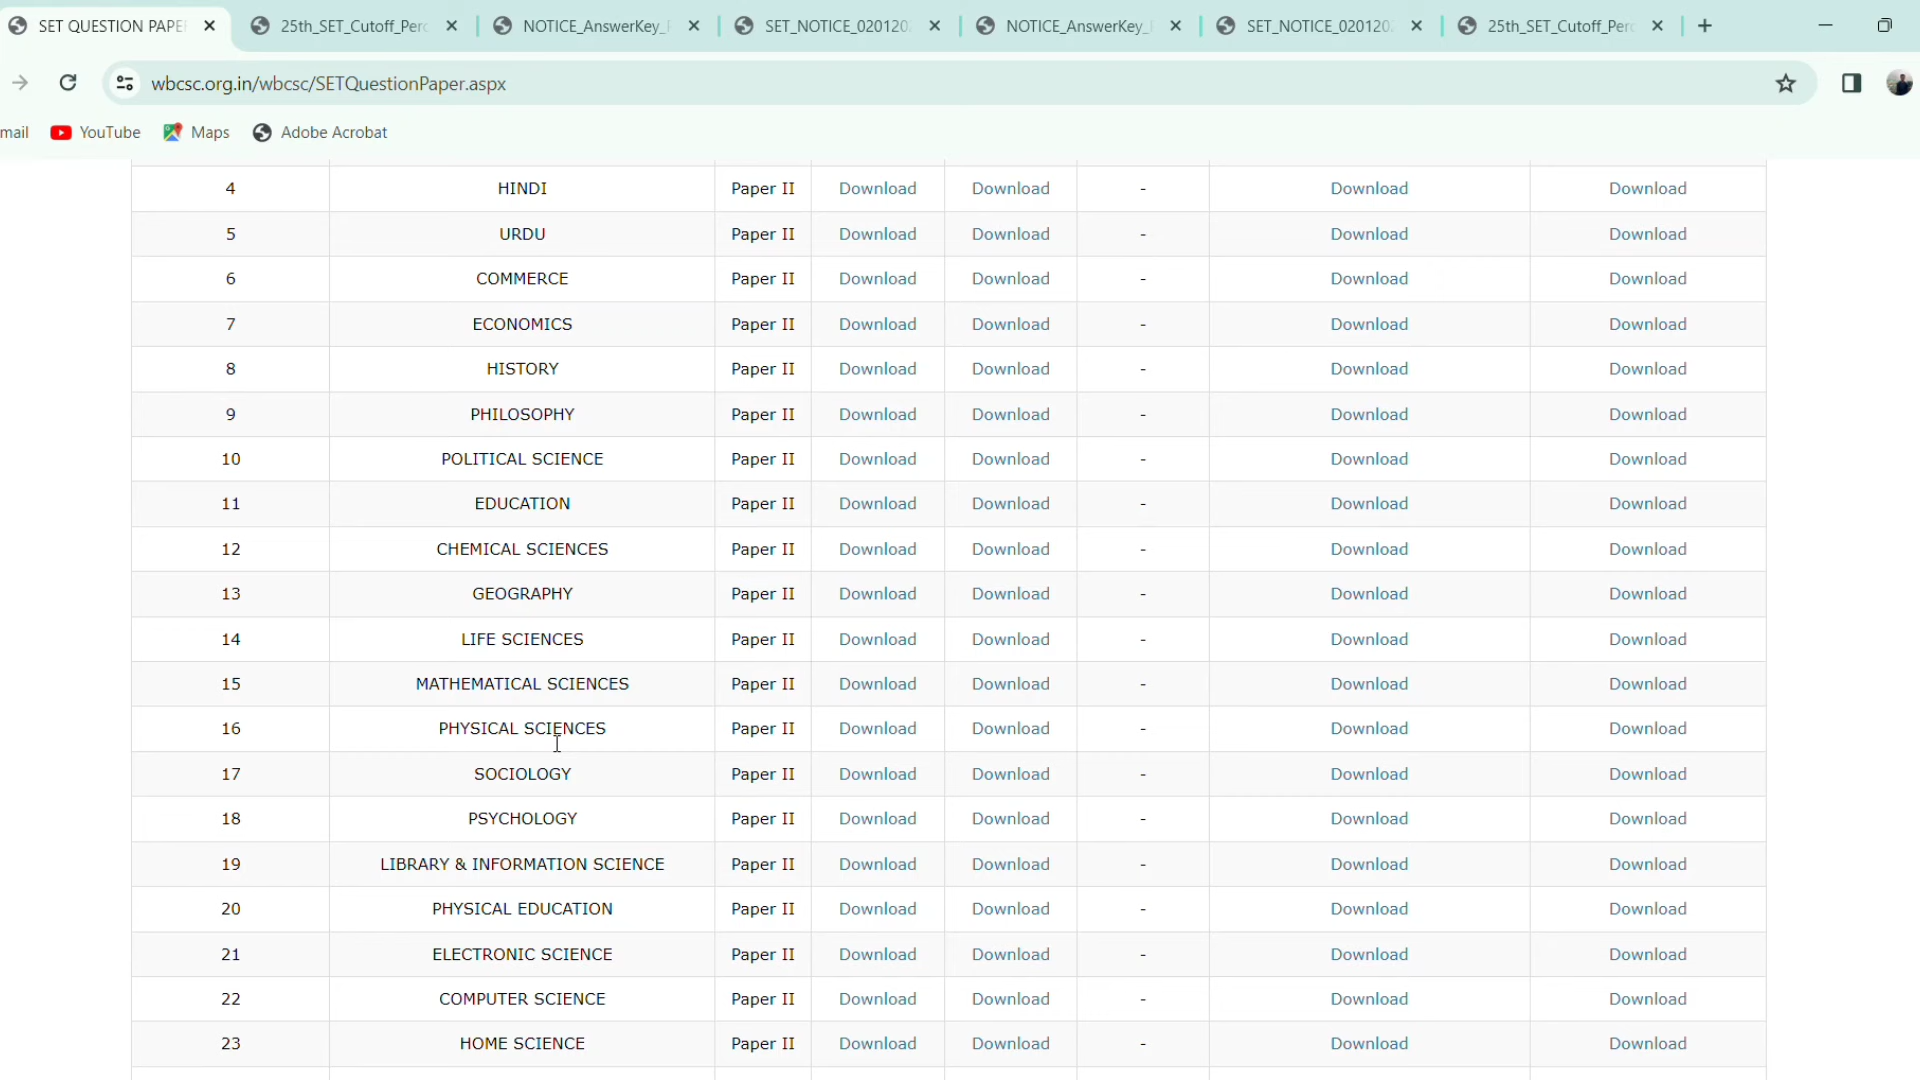 SET QUESTION PAPE
25th_SET_Cutoff_Perc
NOTICE_AnswerKey_
SET_NOTICE_020120
NOTICE_AnswerKey_
SET_NOTICE_020120
25th_SET_Cutoff_Perc
wbcsc.org.in/wbcsc/SETQuestionPaper.aspx
mail YouTube Maps Adobe Acrobat
4 HINDI Paper II Download Download - Download Download
5 URDU Paper II Download Download - Download Download
6 COMMERCE Paper II Download Download - Download Download
7 ECONOMICS Paper II Download Download - Download Download
8 HISTORY Paper II Download Download - Download Download
9 PHILOSOPHY Paper II Download Download - Download Download
10 POLITICAL SCIENCE Paper II Download Download - Download Download
11 EDUCATION Paper II Download Download - Download Download
12 CHEMICAL SCIENCES Paper II Download Download - Download Download
13 GEOGRAPHY Paper II Download Download - Download Download
14 LIFE SCIENCES Paper II Download Download - Download Download
15 MATHEMATICAL SCIENCES Paper II Download Download - Download Download
16 PHYSICAL SCIENCES Paper II Download Download - Download Download
17 SOCIOLOGY Paper II Download Download - Download Download
18 PSYCHOLOGY Paper II Download Download - Download Download
19 LIBRARY & INFORMATION SCIENCE Paper II Download Download - Download Download
20 PHYSICAL EDUCATION Paper II Download Download - Download Download
21 ELECTRONIC SCIENCE Paper II Download Download - Download Download
22 COMPUTER SCIENCE Paper II Download Download - Download Download
23 HOME SCIENCE Paper II Download Download - Download Download